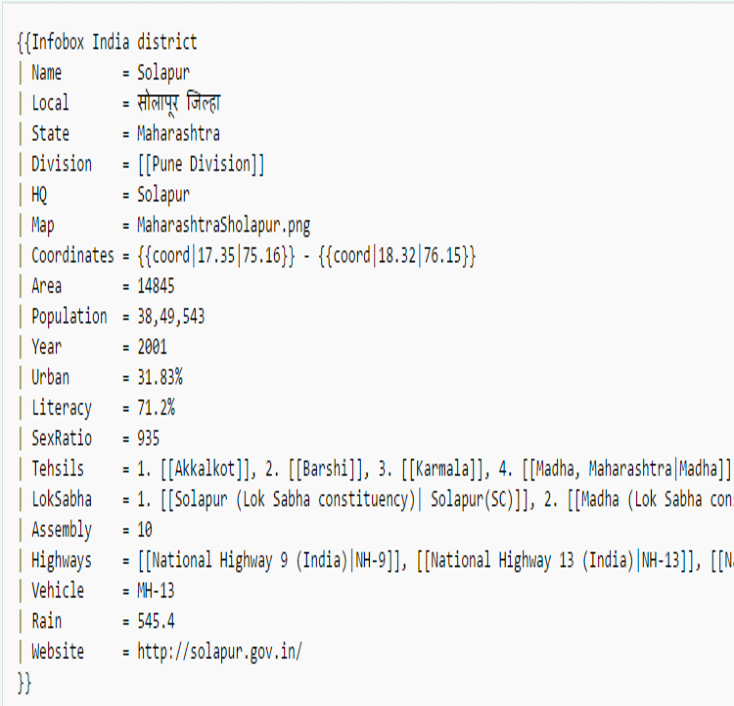 {{Infobox India district
| Name = Solapur
| Local = सोलापूर जिल्हा
| State = Maharashtra
| Division = [[Pune Division]]
| HQ = Solapur
| Map = MaharashtraSholapur.png
| Coordinates = {{coord|17.35|75.16}} - {{coord|18.32|76.15}}
| Area = 14845
| Population = 38,49,543
| Year = 2001
| Urban = 31.83%
| Literacy = 71.2%
| SexRatio = 935
| Tehsils = 1. [[Akkalkot]], 2. [[Barshi]], 3. [[Karmala]], 4. [[Madha, Maharashtra|Madha]]
| LokSabha = 1. [[Solapur (Lok Sabha constituency)| Solapur(SC)]], 2. [[Madha (Lok Sabha con
| Assembly = 10
| Highways = [[National Highway 9 (India)|NH-9]], [[National Highway 13 (India)|NH-13]], [[N
| Vehicle = MH-13
| Rain = 545.4
| Website = http://solapur.gov.in/
}}